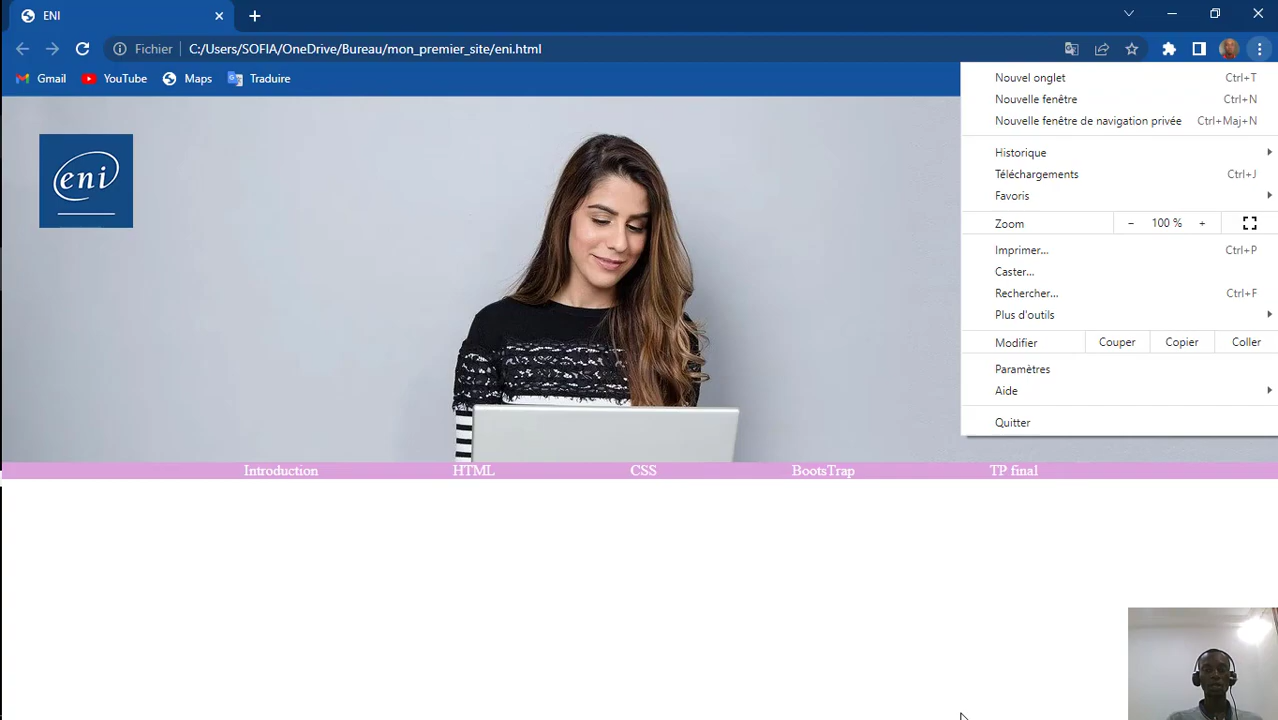 ENI
Fichier
C:/Users/SOFIA/OneDrive/Bureau/mon_premier_site/eni.html
Gmail YouTube Maps Traduire
Nouvel onglet Ctrl+T
Nouvelle fenêtre Ctrl+N
Nouvelle fenêtre de navigation privée Ctrl+Maj+N
Historique
Téléchargements Ctrl+J
Favoris
Zoom − 100 % +
Imprimer... Ctrl+P
Caster...
Rechercher... Ctrl+F
Plus d'outils
Modifier Couper Copier Coller
Paramètres
Aide
Quitter
eni
Introduction HTML CSS BootsTrap TP final